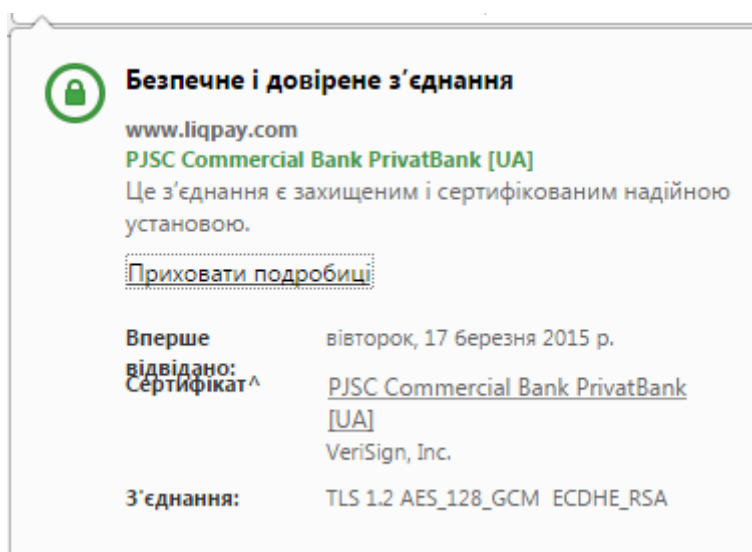 Безпечне і довірене з′єднання
www.liqpay.com
PJSC Commercial Bank PrivatBank [UA]
Це з′єднання є захищеним і сертифікованим надійною
установою.
Приховати подробиці
Вперше відвідано:
вівторок, 17 березня 2015 р.
Сертифікат^
PJSC Commercial Bank PrivatBank
[UA]
VeriSign, Inc.
З'єднання:
TLS 1.2 AES_128_GCM ECDHE_RSA